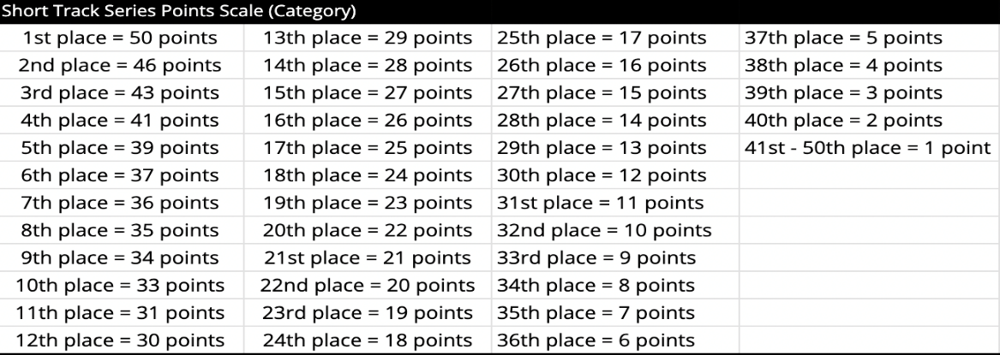 Short Track Series Points Scale (Category)
1st place = 50 points 13th place = 29 points 25th place = 17 points 37th place = 5 points
2nd place = 46 points 14th place = 28 points 26th place = 16 points 38th place = 4 points
3rd place = 43 points 15th place = 27 points 27th place = 15 points 39th place = 3 points
4th place = 41 points 16th place = 26 points 28th place = 14 points 40th place = 2 points
5th place = 39 points 17th place = 25 points 29th place = 13 points 41st - 50th place = 1 point
6th place = 37 points 18th place = 24 points 30th place = 12 points
7th place = 36 points 19th place = 23 points 31st place = 11 points
8th place = 35 points 20th place = 22 points 32nd place = 10 points
9th place = 34 points 21st place = 21 points 33rd place = 9 points
10th place = 33 points 22nd place = 20 points 34th place = 8 points
11th place = 31 points 23rd place = 19 points 35th place = 7 points
12th place = 30 points 24th place = 18 points 36th place = 6 points